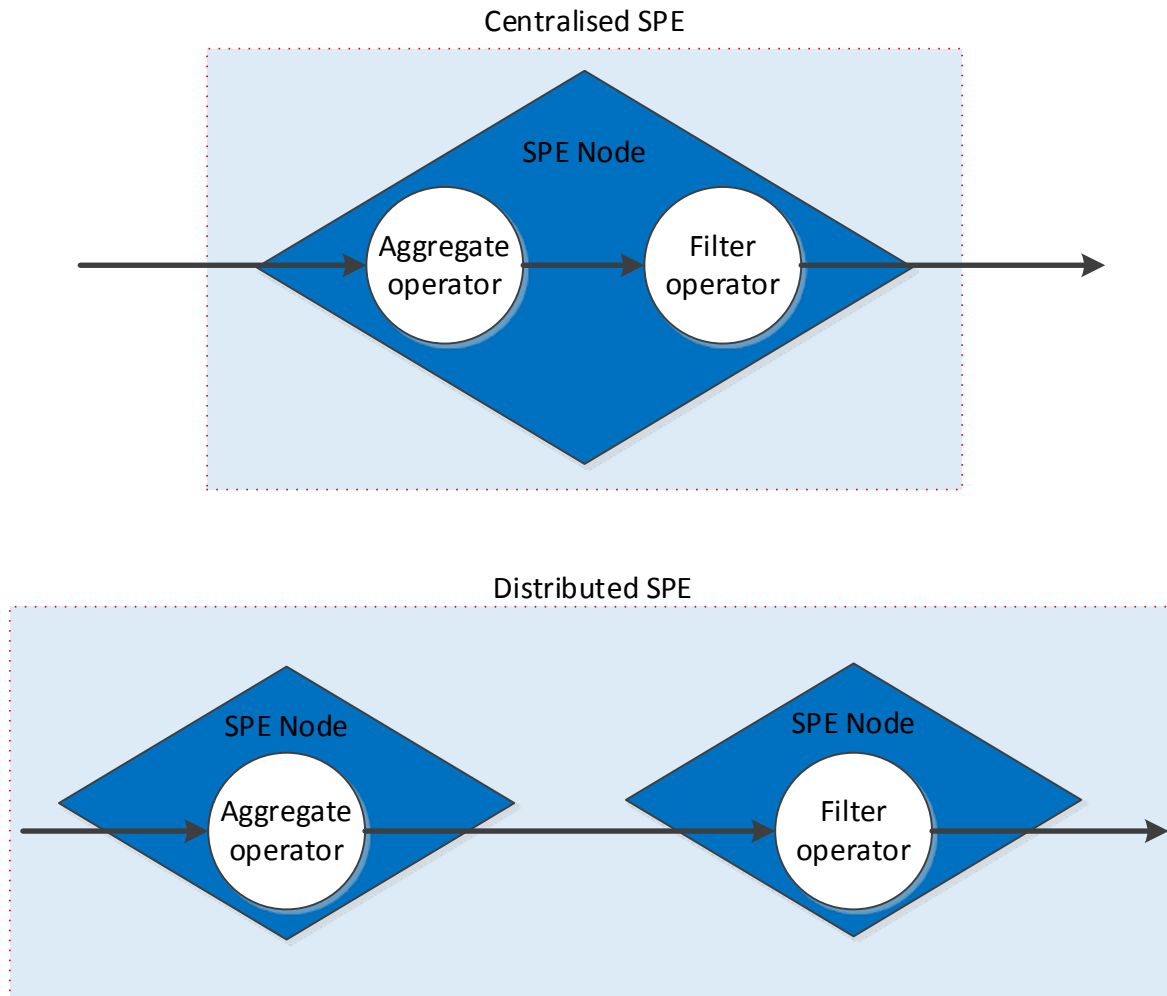 Centralised SPE
SPE Node
Aggregate
operator
Filter
operator
Distributed SPE
SPE Node
Aggregate
operator
SPE Node
Filter
operator